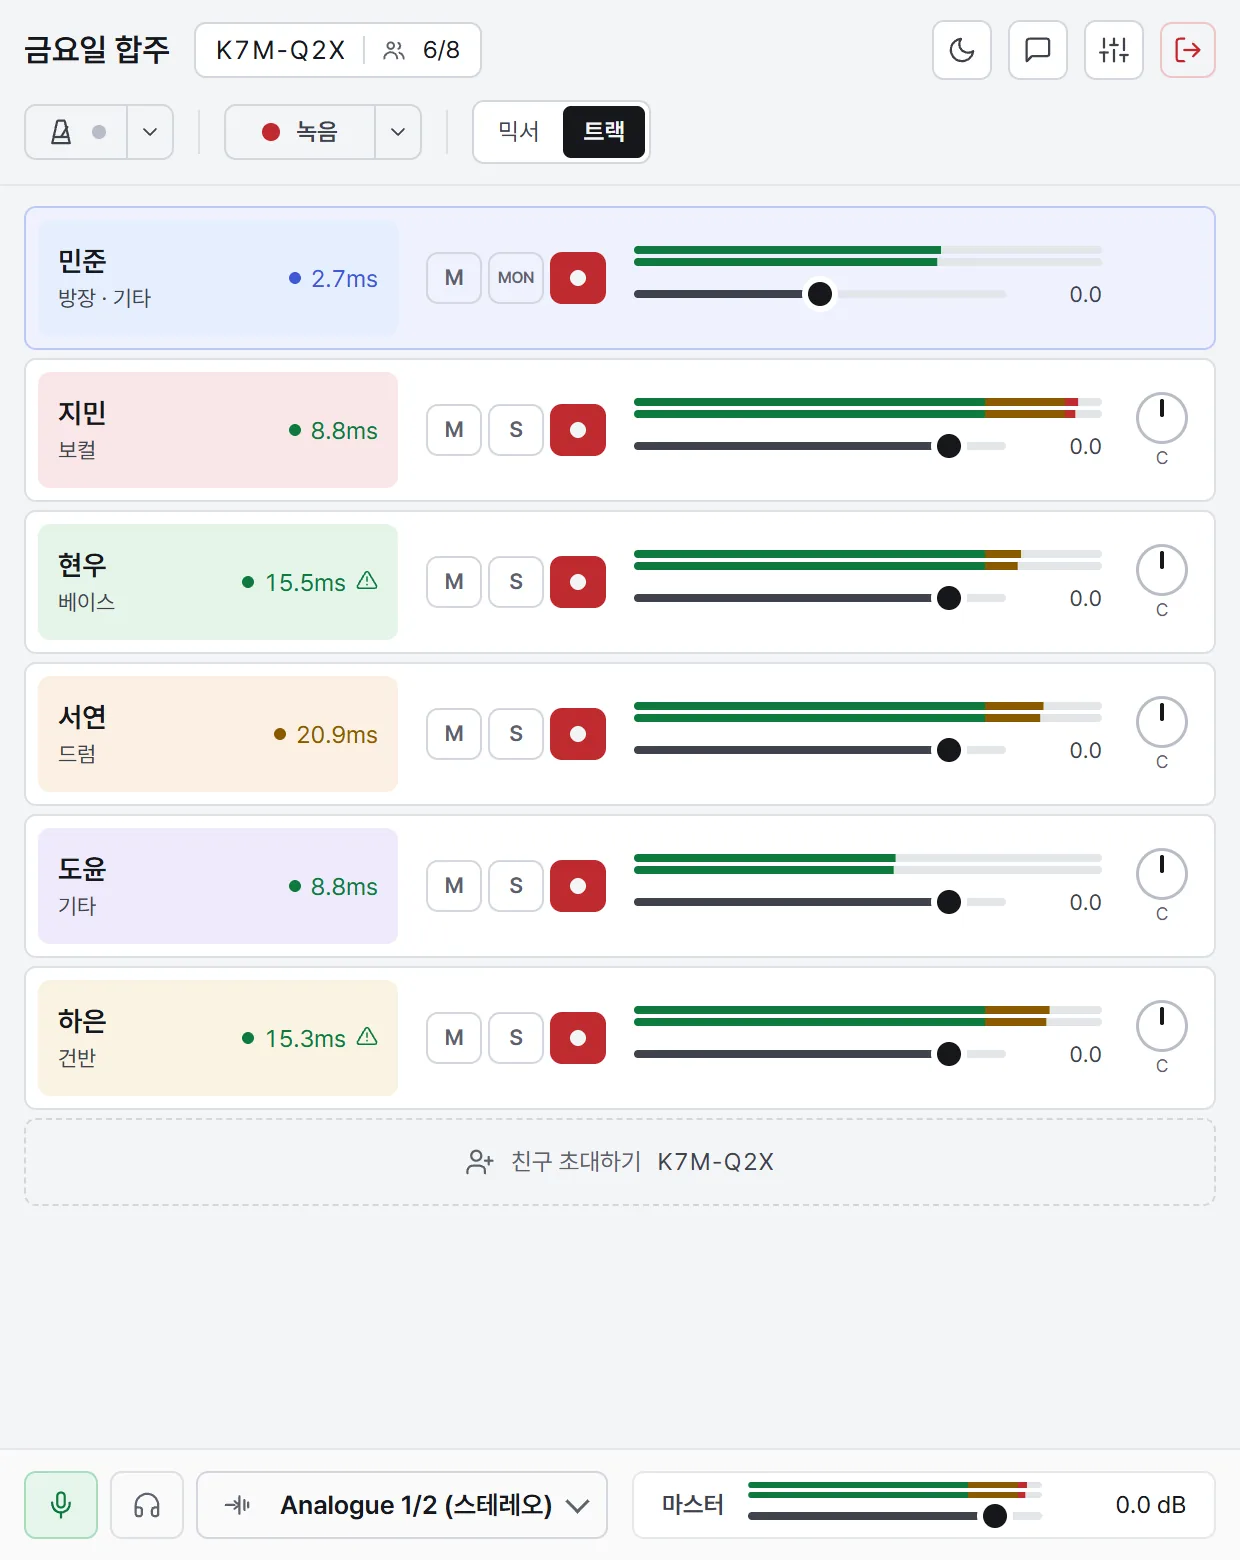 금요일 합주
K7M-Q2X 6/8
녹음
믹서 트랙
민준
방장 · 기타
2.7ms
M MON
0.0
지민
보컬
8.8ms
M S
0.0
C
현우
베이스
15.5ms
M S
0.0
C
서연
드럼
20.9ms
M S
0.0
C
도윤
기타
8.8ms
M S
0.0
C
하은
건반
15.3ms
M S
0.0
C
친구 초대하기 K7M-Q2X
Analogue 1/2 (스테레오)
마스터
0.0 dB